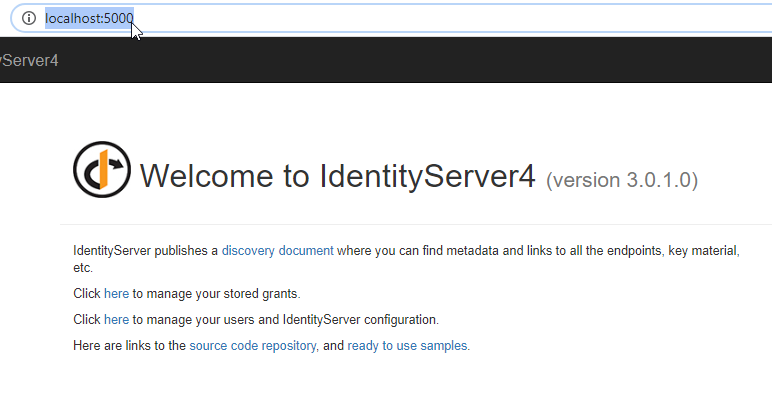 localhost:5000
yServer4
Welcome to IdentityServer4 (version 3.0.1.0)
IdentityServer publishes a discovery document where you can find metadata and links to all the endpoints, key material,
etc.
Click here to manage your stored grants.
Click here to manage your users and IdentityServer configuration.
Here are links to the source code repository, and ready to use samples.